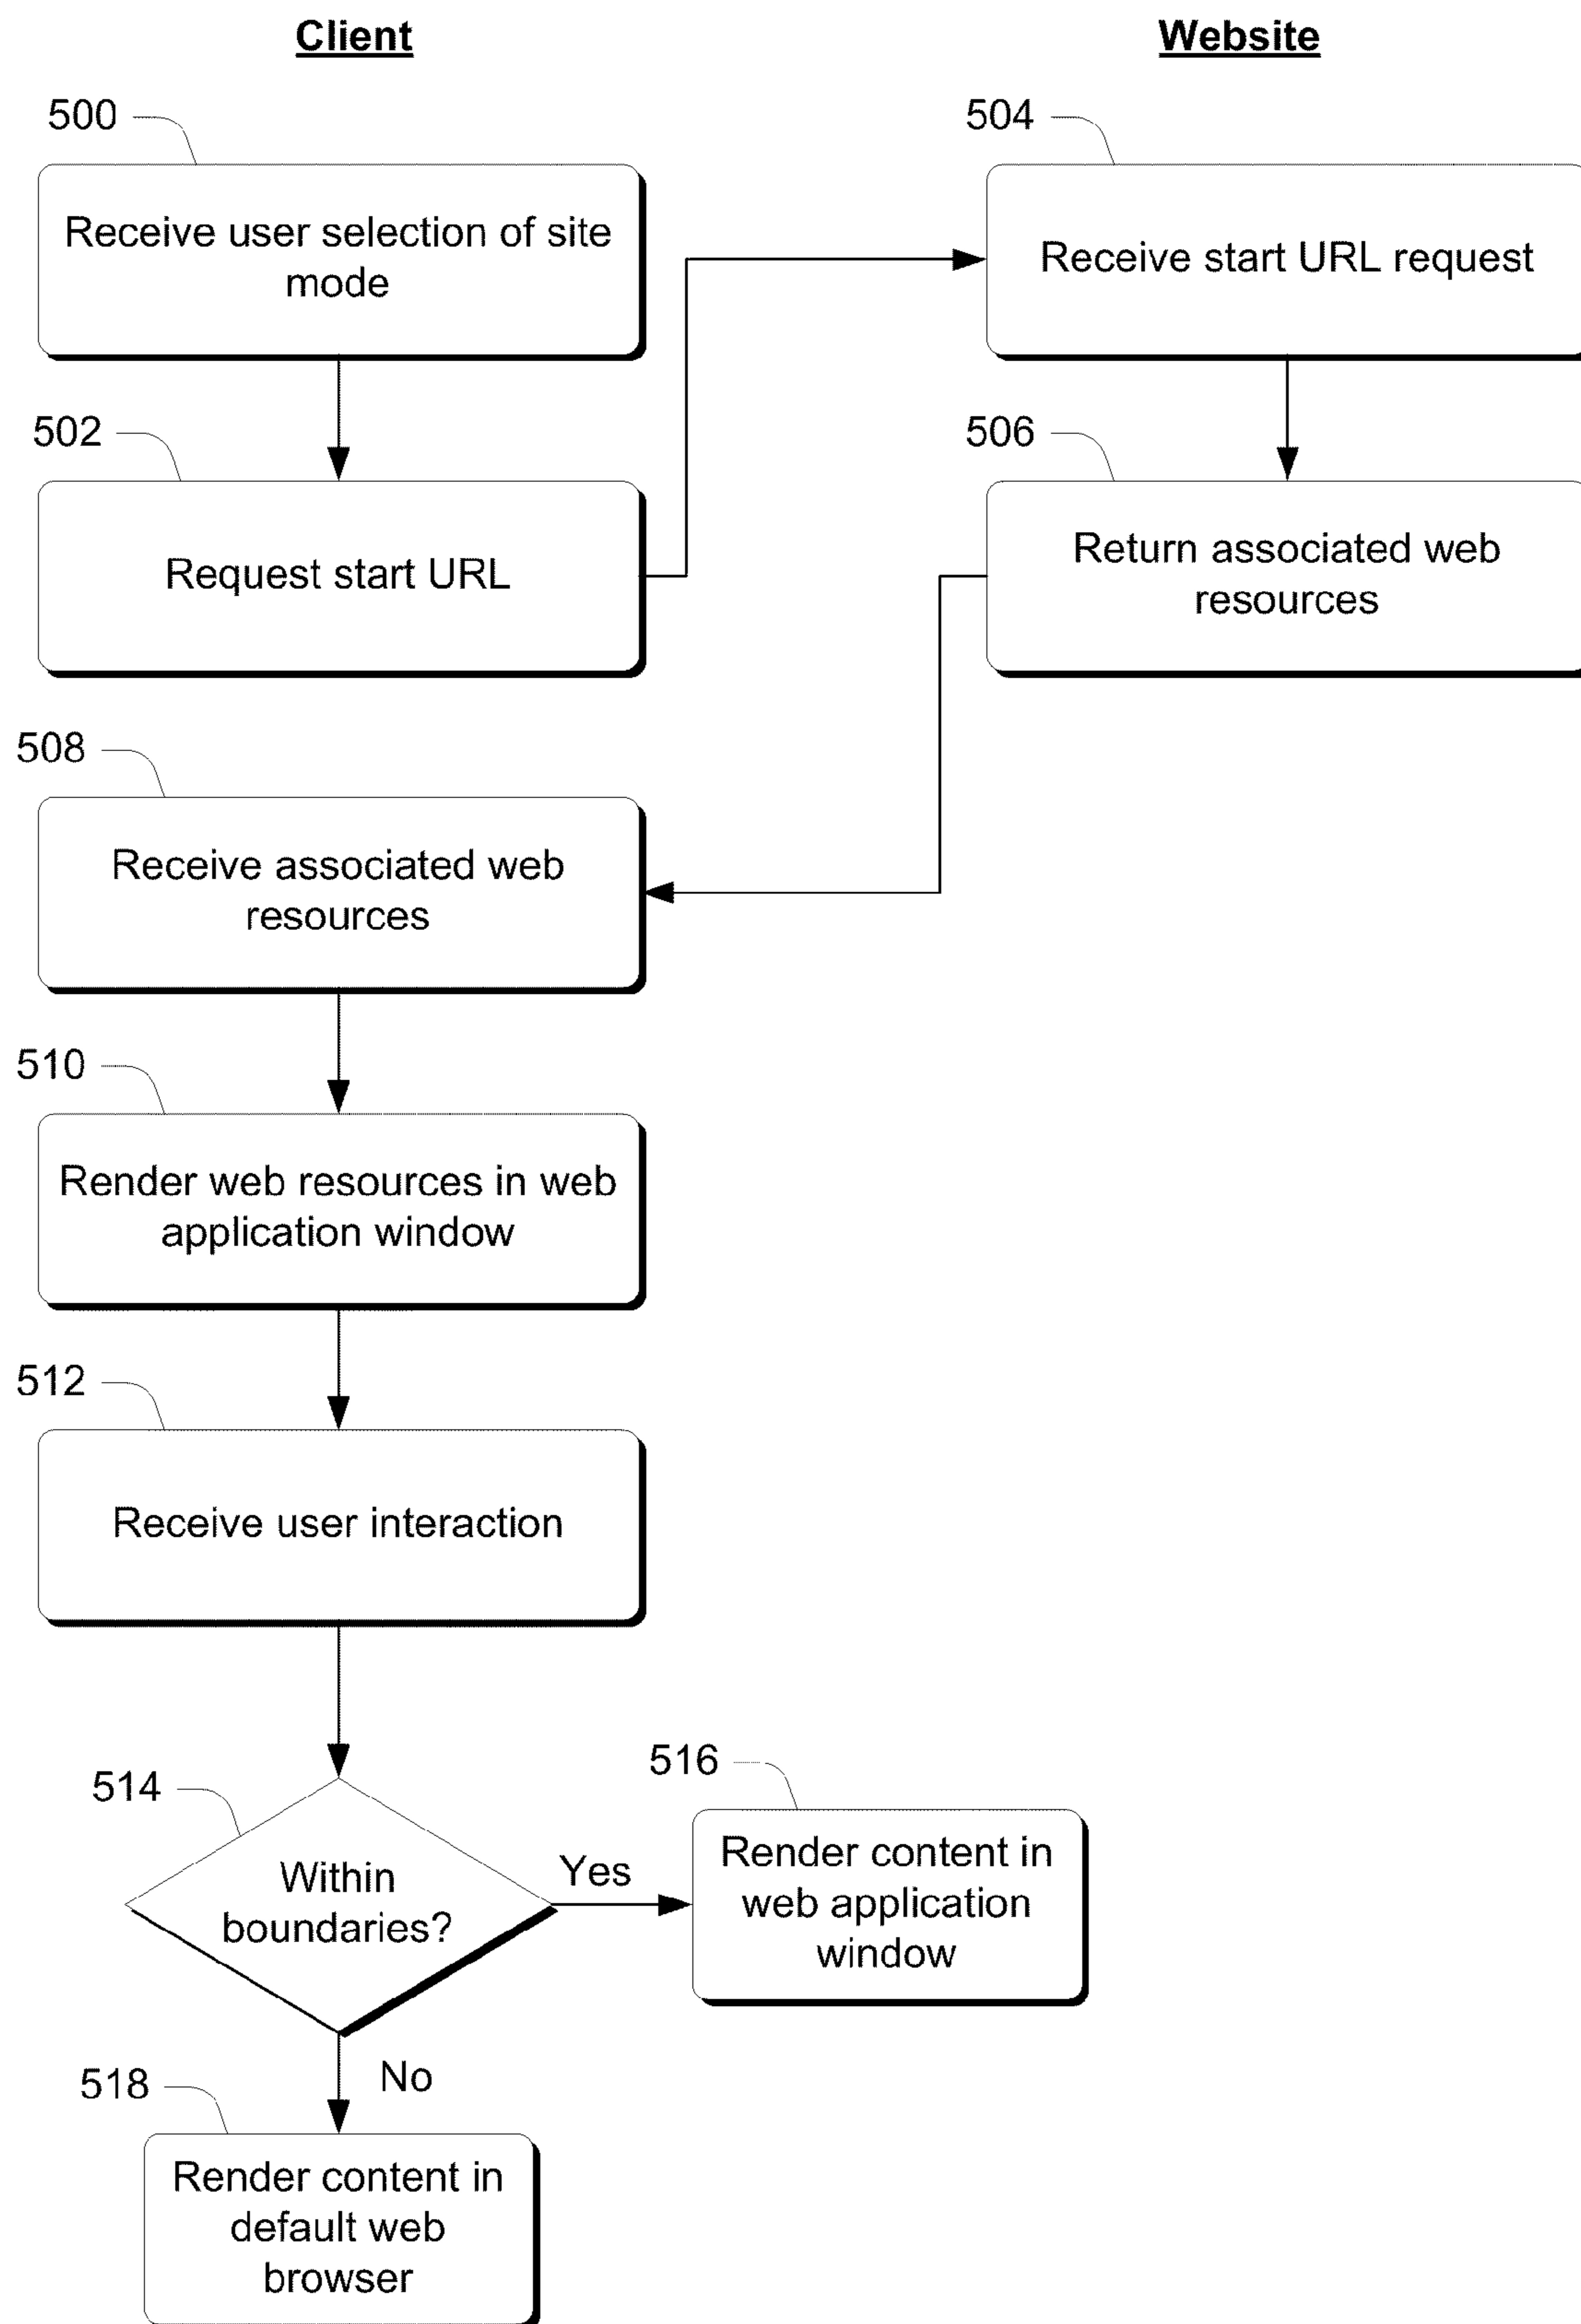 Client
Website
500
504
Receive user selection of site
mode
Receive start URL request
502
506
Request start URL
Return associated web
resources
508
Receive associated web
resources
510
Render web resources in web
application window
512
Receive user interaction
514
516
Within
boundaries?
Yes
Render content in
web application
window
No
518
Render content in
default web
browser